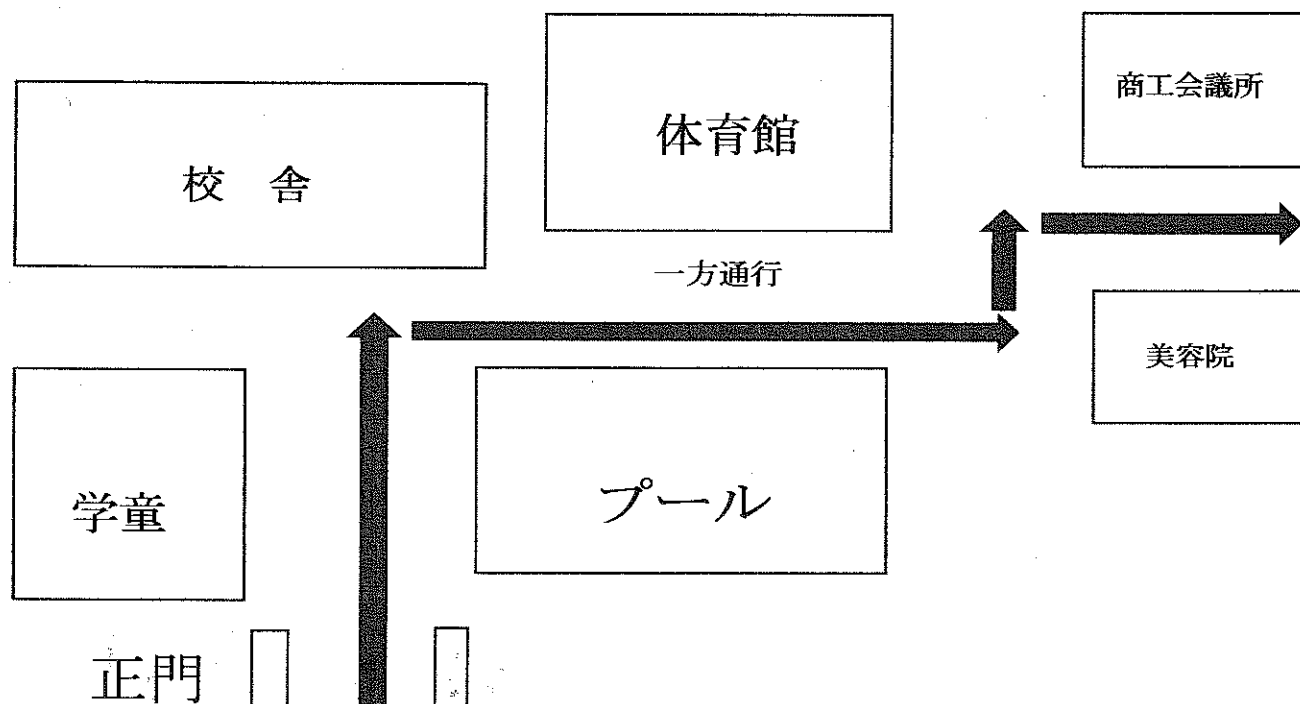 商工会議所
体育館
校　舎
一方通行
美容院
学童
プール
正門